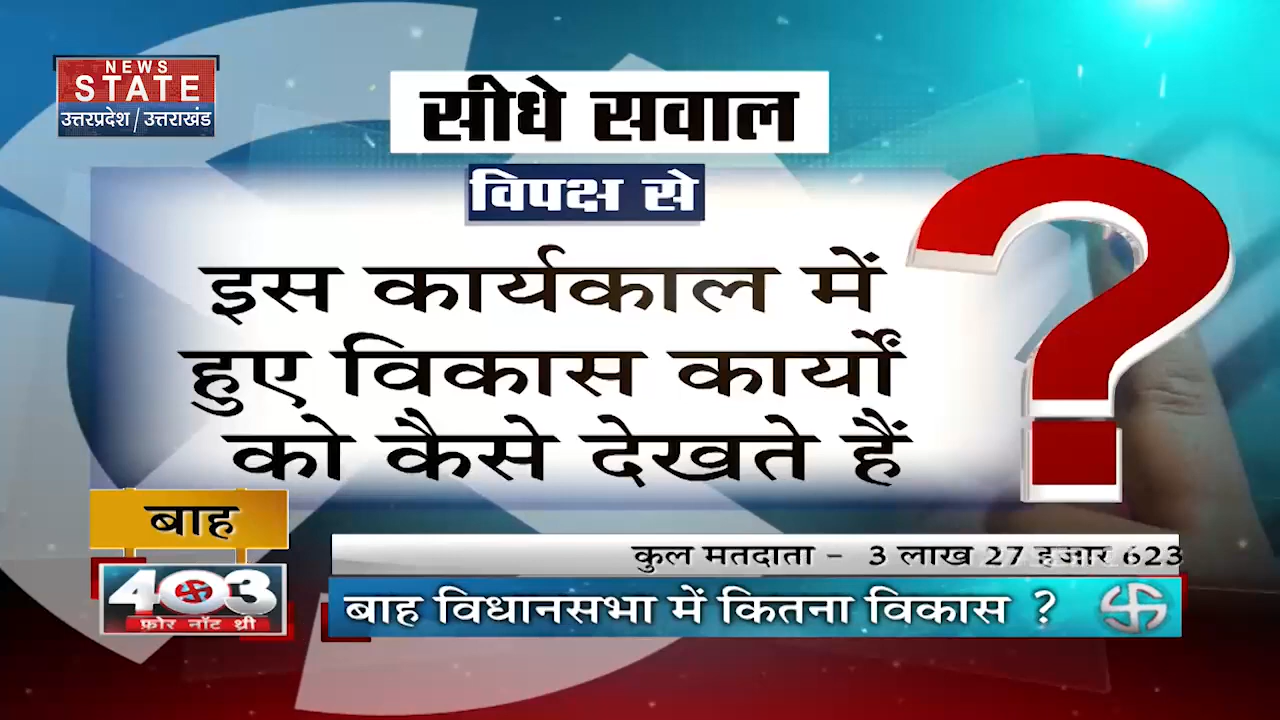 NEWS
STATE
उत्तरप्रदेश/उत्तराखंड
सीधे सवाल
विपक्ष से
इस कार्यकाल में
हुए विकास कार्यों
को कैसे देखते हैं
?
बाह
403
फ़ोर नॉट थ्री
कुल मतदाता - 3 लाख 27 हजार 623
बाह विधानसभा में कितना विकास ?